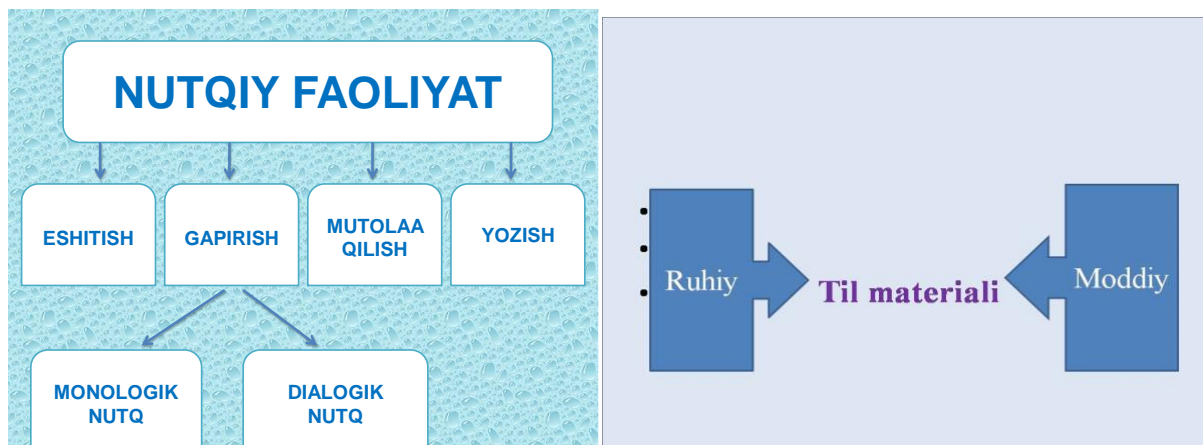 NUTQIY FAOLIYAT
ESHITISH
GAPIRISH
MUTOLAA
QILISH
YOZISH
MONOLOGIK
NUTQ
DIALOGIK
NUTQ
Ruhiy
Til materiali
Moddiy